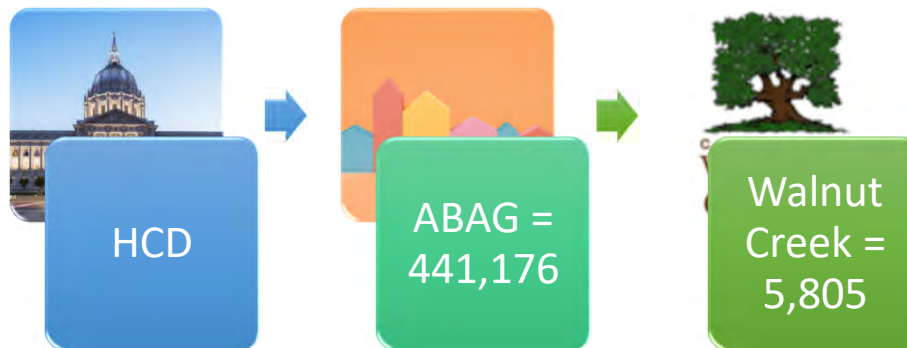 HCD
ABAG =
441,176
Walnut
Creek =
5,805